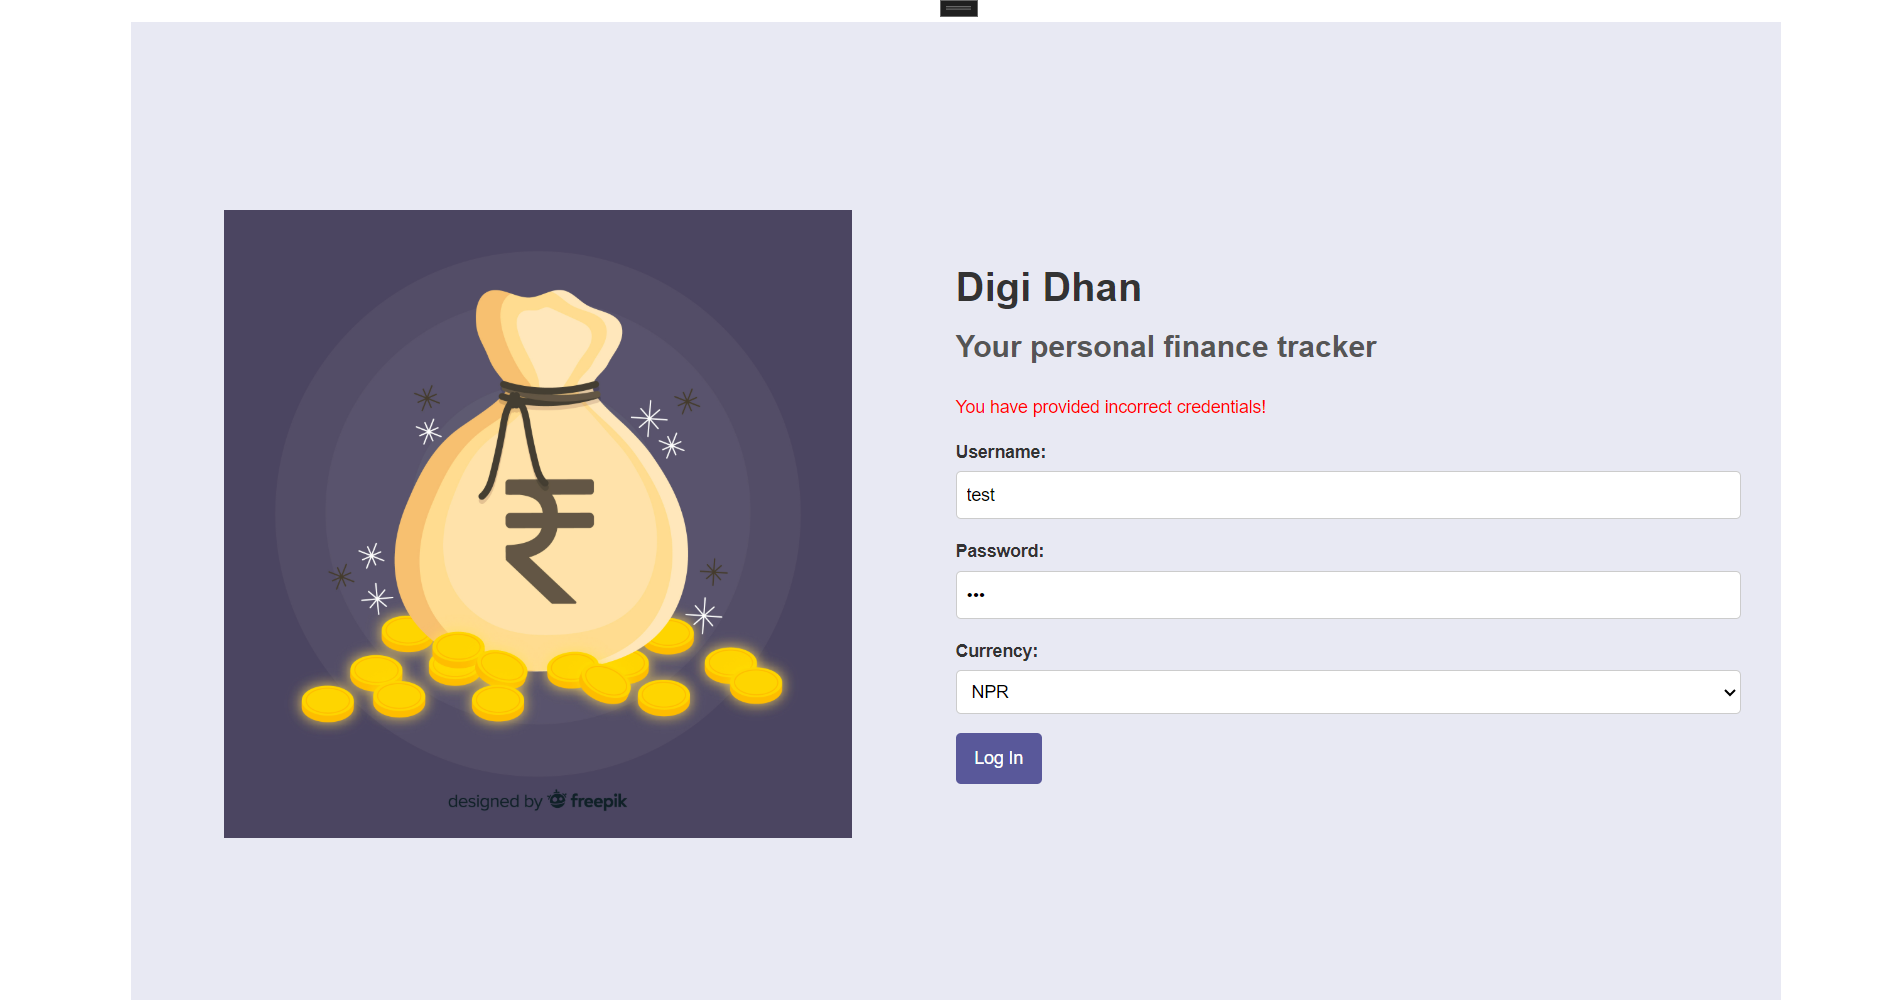 Digi Dhan
Your personal finance tracker
You have provided incorrect credentials!
Username:
test
Password:
•••
Currency:
NPR
Log In
₹
designed by freepik